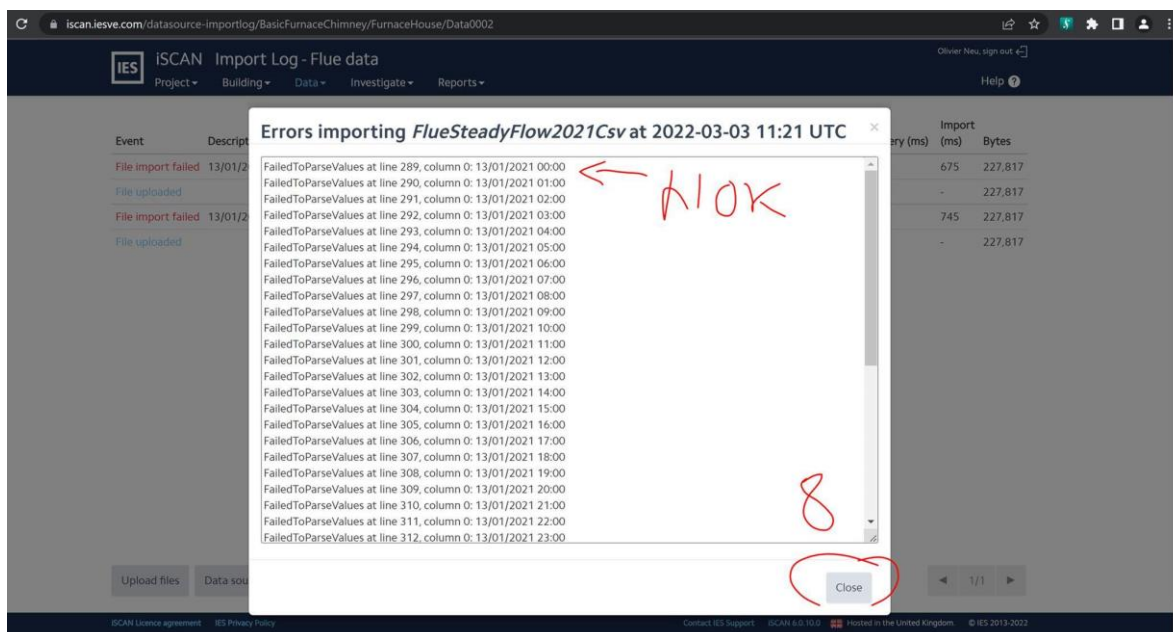 iscan.iesve.com/datasource-importlog/BasicFurnaceChimney/FurnaceHouse/Data0002
IES
iSCAN Import Log - Flue data
Olivier Neu, sign out
Project
Building
Data
Investigate
Reports
Help ?
Errors importing FlueSteadyFlow2021Csv at 2022-03-03 11:21 UTC
×
Event
Descript
ery (ms)
Import (ms)
Bytes
File import failed 13/01/2
675 227,817
File uploaded
- 227,817
File import failed 13/01/2
745 227,817
File uploaded
- 227,817
FailedToParseValues at line 289, column 0: 13/01/2021 00:00
FailedToParseValues at line 290, column 0: 13/01/2021 01:00
FailedToParseValues at line 291, column 0: 13/01/2021 02:00
FailedToParseValues at line 292, column 0: 13/01/2021 03:00
FailedToParseValues at line 293, column 0: 13/01/2021 04:00
FailedToParseValues at line 294, column 0: 13/01/2021 05:00
FailedToParseValues at line 295, column 0: 13/01/2021 06:00
FailedToParseValues at line 296, column 0: 13/01/2021 07:00
FailedToParseValues at line 297, column 0: 13/01/2021 08:00
FailedToParseValues at line 298, column 0: 13/01/2021 09:00
FailedToParseValues at line 299, column 0: 13/01/2021 10:00
FailedToParseValues at line 300, column 0: 13/01/2021 11:00
FailedToParseValues at line 301, column 0: 13/01/2021 12:00
FailedToParseValues at line 302, column 0: 13/01/2021 13:00
FailedToParseValues at line 303, column 0: 13/01/2021 14:00
FailedToParseValues at line 304, column 0: 13/01/2021 15:00
FailedToParseValues at line 305, column 0: 13/01/2021 16:00
FailedToParseValues at line 306, column 0: 13/01/2021 17:00
FailedToParseValues at line 307, column 0: 13/01/2021 18:00
FailedToParseValues at line 308, column 0: 13/01/2021 19:00
FailedToParseValues at line 309, column 0: 13/01/2021 20:00
FailedToParseValues at line 310, column 0: 13/01/2021 21:00
FailedToParseValues at line 311, column 0: 13/01/2021 22:00
FailedToParseValues at line 312, column 0: 13/01/2021 23:00
NOK
8
Close
Upload files
Data sou
1/1
iSCAN Licence agreement
IES Privacy Policy
Contact IES Support
iSCAN 6.0.10.0
Hosted in the United Kingdom.
© IES 2013-2022